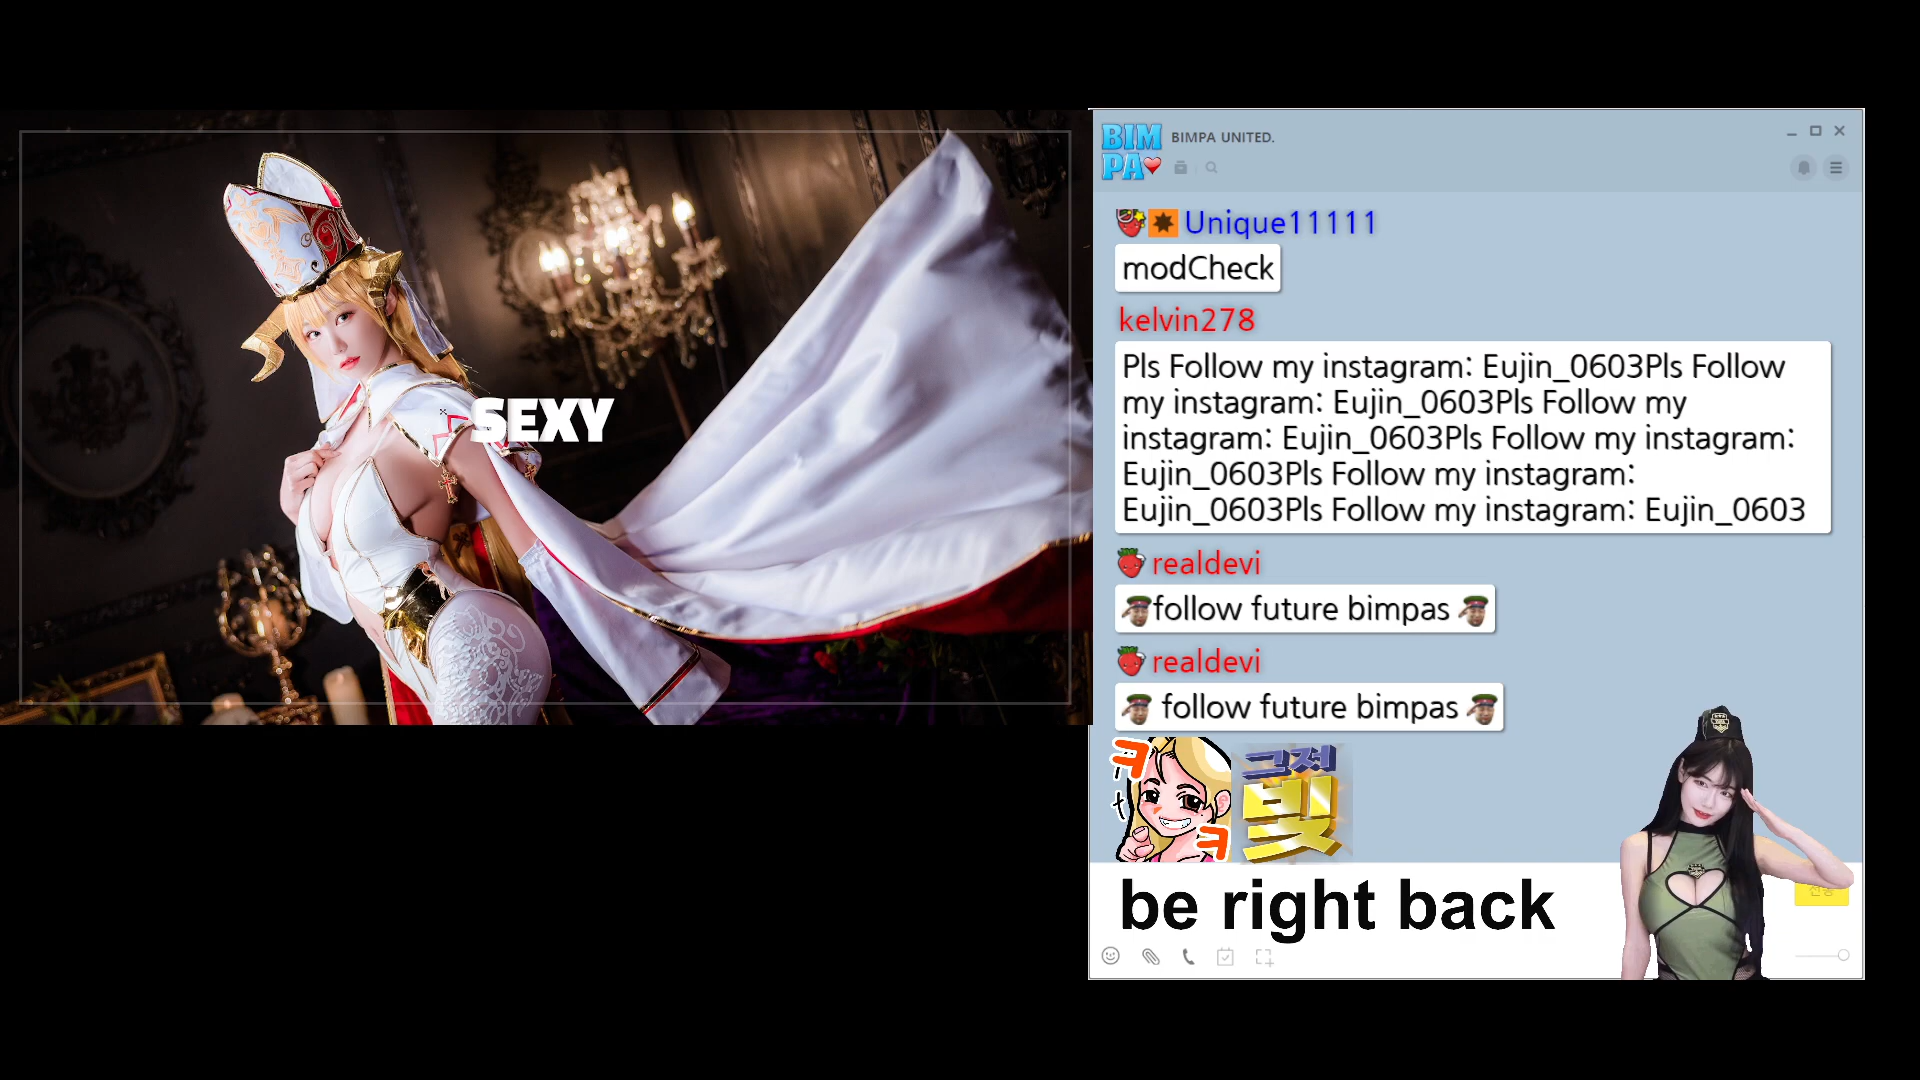 SEXY
BIM
PA
BIMPA UNITED.
Unique11111
modCheck
kelvin278
Pls Follow my instagram: Eujin_0603Pls Follow
my instagram: Eujin_0603Pls Follow my
instagram: Eujin_0603Pls Follow my instagram:
Eujin_0603Pls Follow my instagram:
Eujin_0603Pls Follow my instagram: Eujin_0603
realdevi
follow future bimpas
realdevi
follow future bimpas
ㅋ
ㅋ
그저
빛
be right back
전송